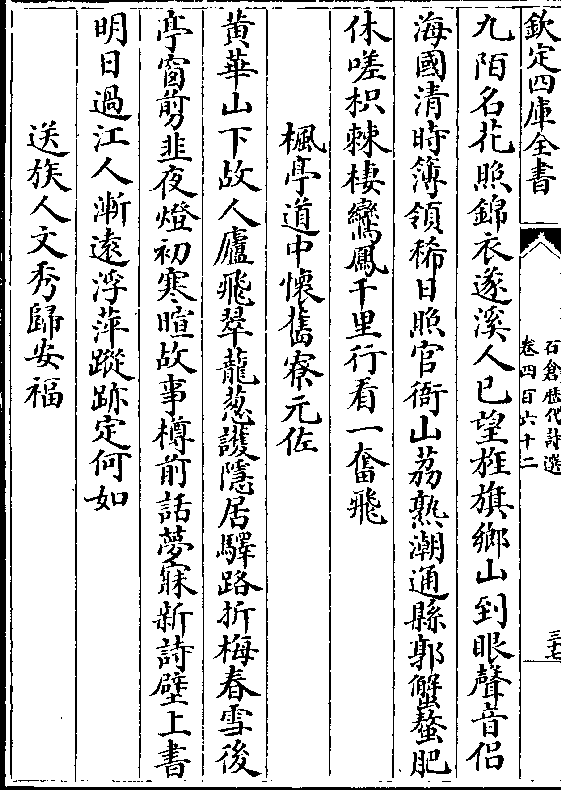 欽定四庫全書
石倉歷代詩選
卷四百六十二
三七
九陌名花照錦衣遂溪人已望旌旗鄉山到眼聲音侣
海國清時簿領稀日照官衙山荔熟潮通縣郭蟹螯肥
休嗟枳棘棲鸞鳳千里行看一奮飛
楓亭道中懷舊寮元佐
黄華山下故人廬飛翠蘢蔥護隱居驛路折梅春雪後
亭窗剪韭夜燈初寒暄故事樽前話夢寐新詩壁上書
明日過江人漸遠浮萍蹤跡定何如
送族人文秀歸安福